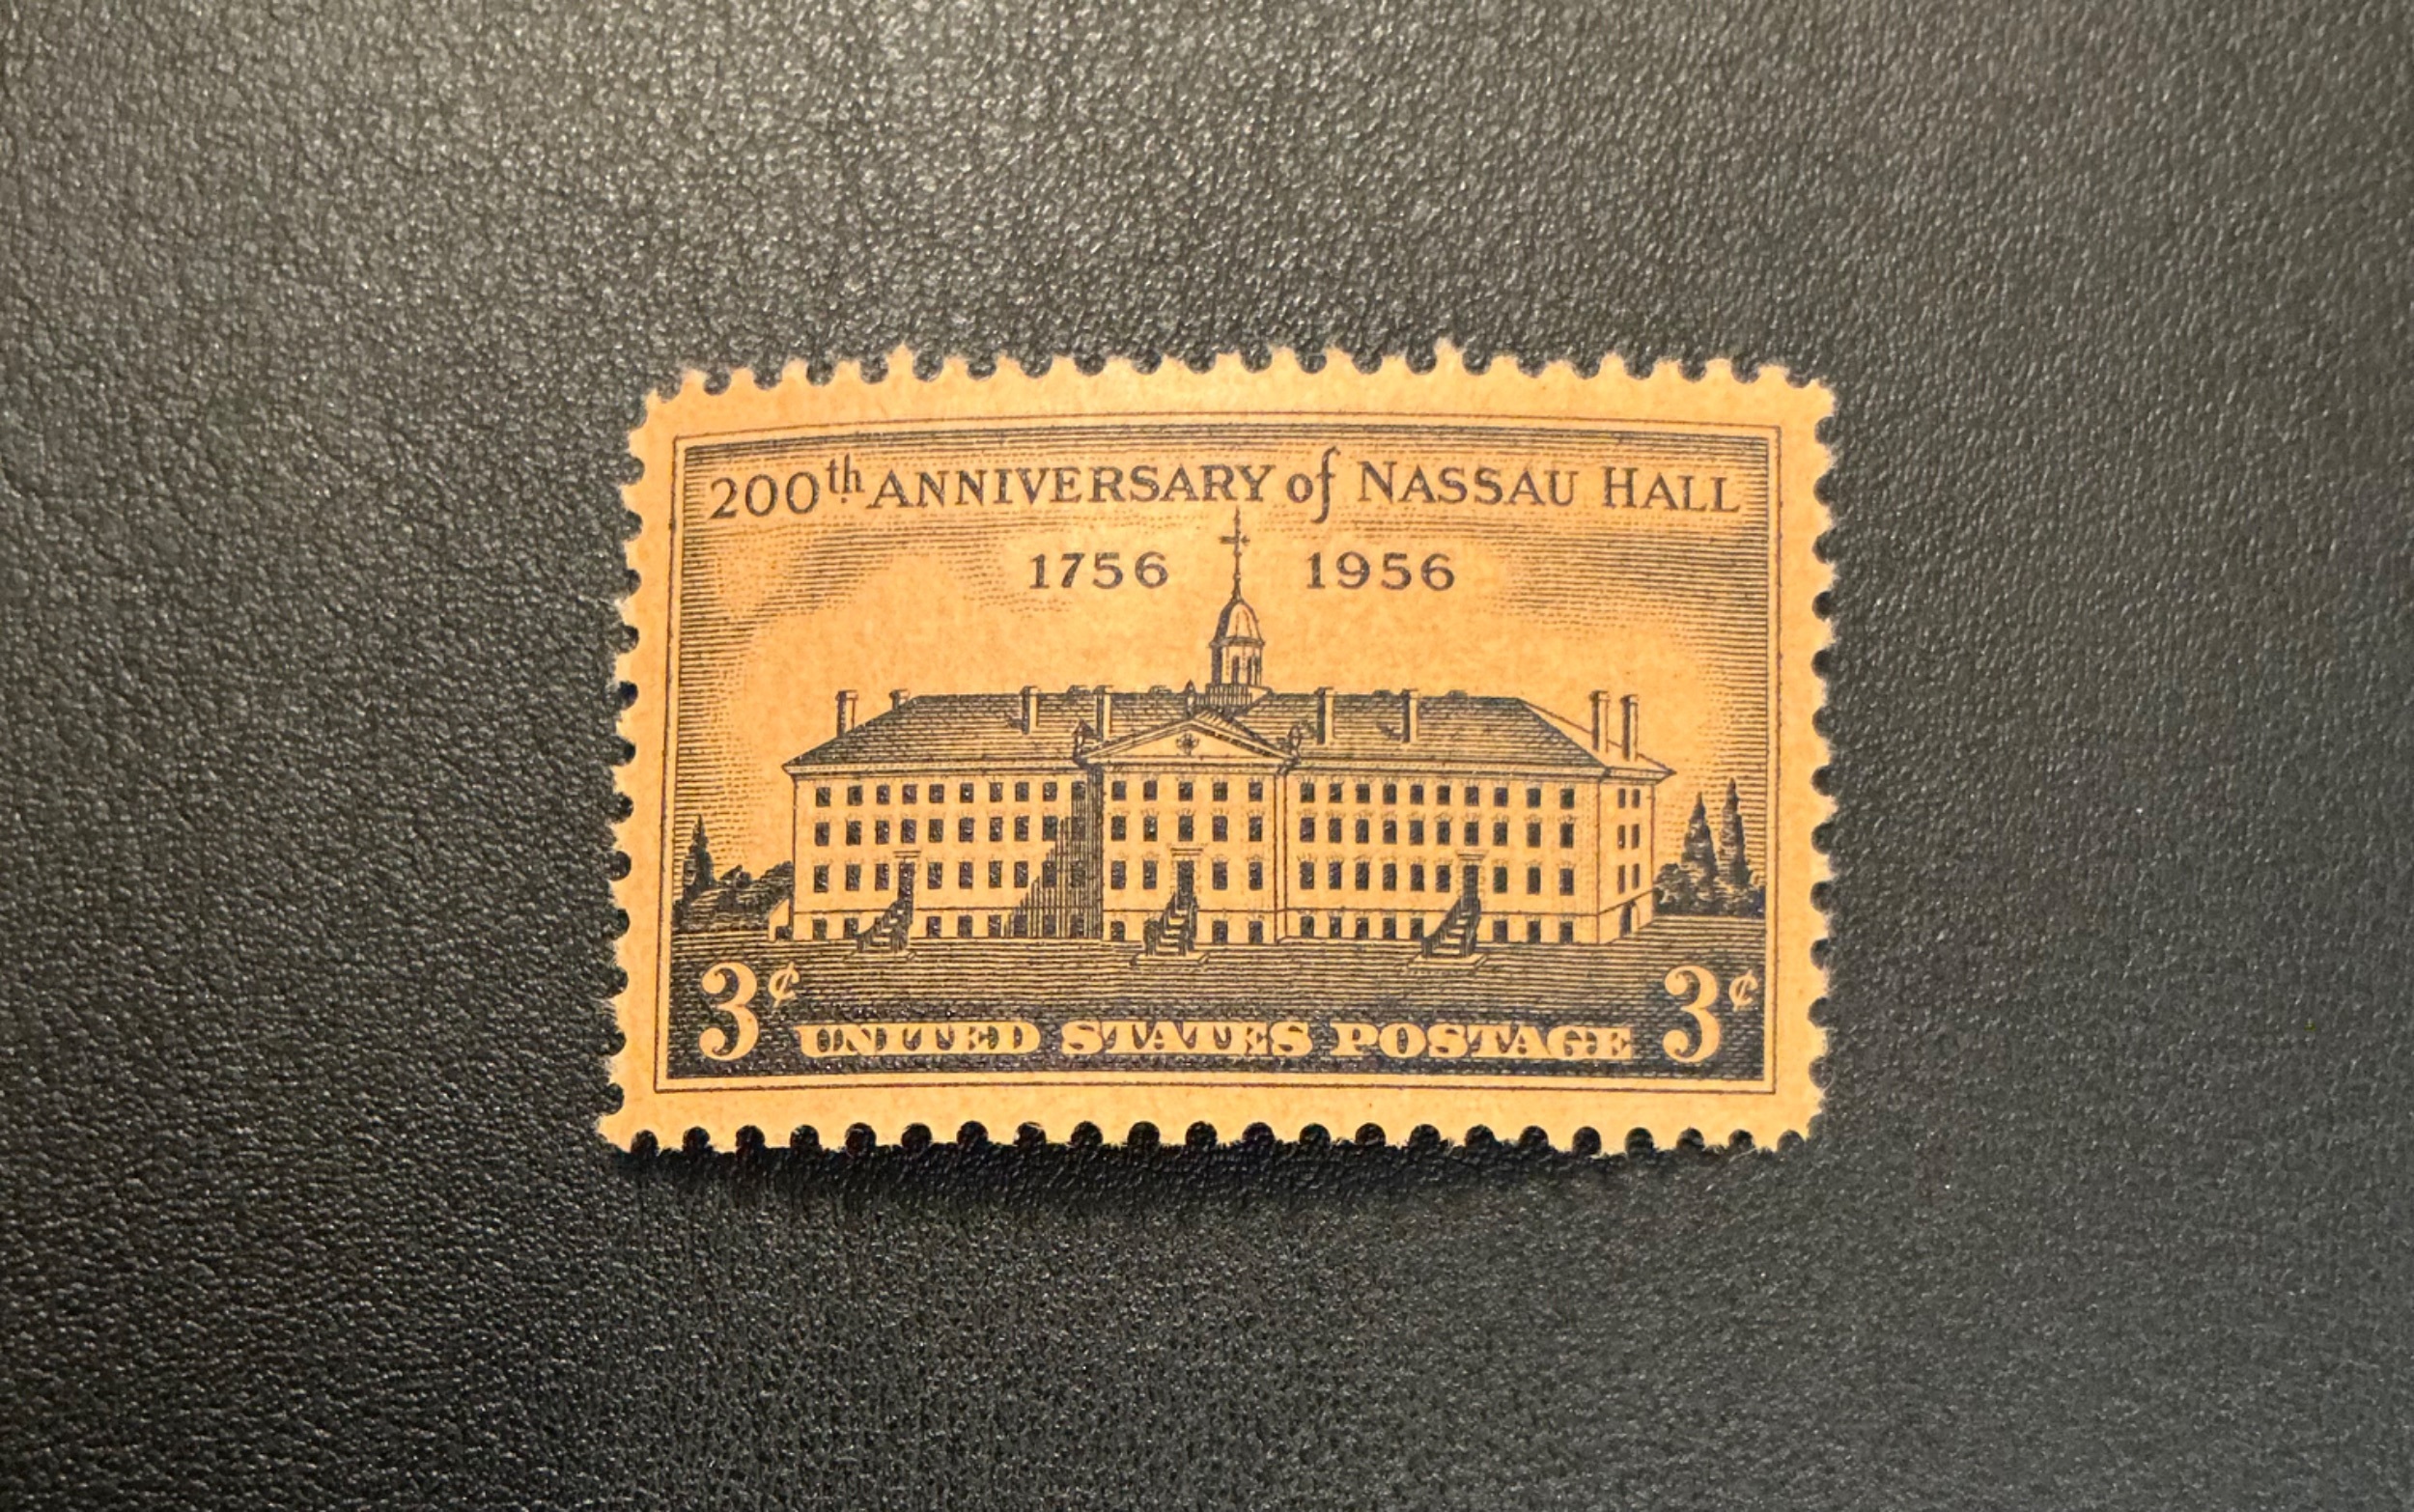 200th ANNIVERSARY of NASSAU HALL
1756 1956
3¢ UNITED STATES POSTAGE 3¢